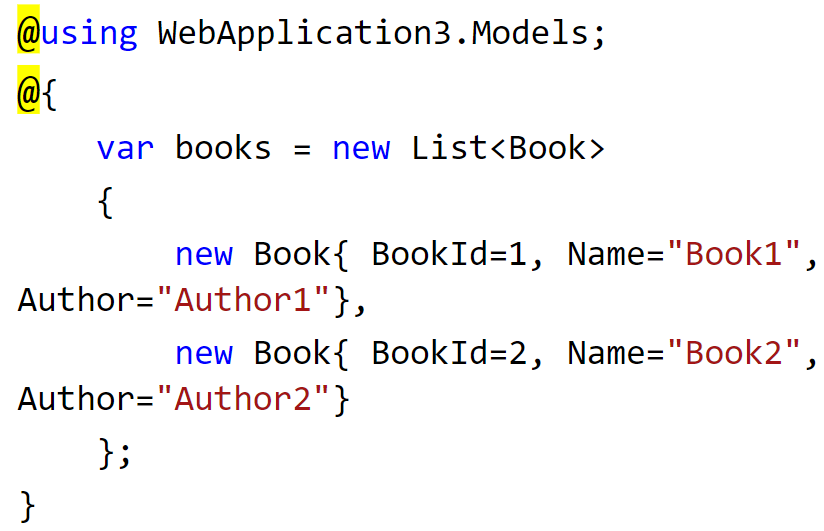 @using WebApplication3.Models;
@{
    var books = new List<Book>
    {
        new Book{ BookId=1, Name="Book1",
Author="Author1"},
        new Book{ BookId=2, Name="Book2",
Author="Author2"}
    };
}